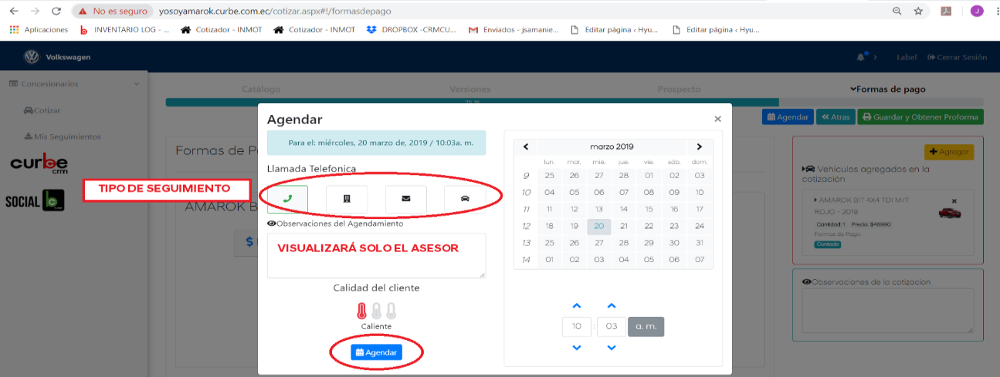 No es seguro yosoyamarok.curbe.com.ec/cotizar.aspx#!/formasdepago
Aplicaciones INVENTARIO LOG - ... Cotizador - INMOT Cotizador - INMOT DROPBOX -CRMCU... Enviados - jsamanie... Editar página ‹ Hyu... Editar página ‹ Hyu...
Volkswagen
Label Cerrar Sesión
Concesionarios
Cotizar
Mis Seguimientos
curbe
crm
SOCIAL
Catálogo Versiones Prospecto Formas de pago
75 %
Agendar Atras Guardar y Obtener Proforma
Formas de P
AMAROK B
$
TIPO DE SEGUIMIENTO
Agendar ×
Para el: miércoles, 20 marzo de, 2019 / 10:03a. m.
Llamada Telefonica
Observaciones del Agendamiento
VISUALIZARÁ SOLO EL ASESOR
Calidad del cliente
Caliente
Agendar
marzo 2019
lun. mar. mié. jue. vie. sáb. dom.
9 25 26 27 28 01 02 03
10 04 05 06 07 08 09 10
11 11 12 13 14 15 16 17
12 18 19 20 21 22 23 24
13 25 26 27 28 29 30 31
14 01 02 03 04 05 06 07
10 : 03 a. m.
Agregar
Vehiculos agregados en la
cotización
AMAROK BIT 4X4 TDI M/T
ROJO - 2019
Cantidad: 1 Precio: $46990
Formas de Pago:
Contado
Observaciones de la cotizacion